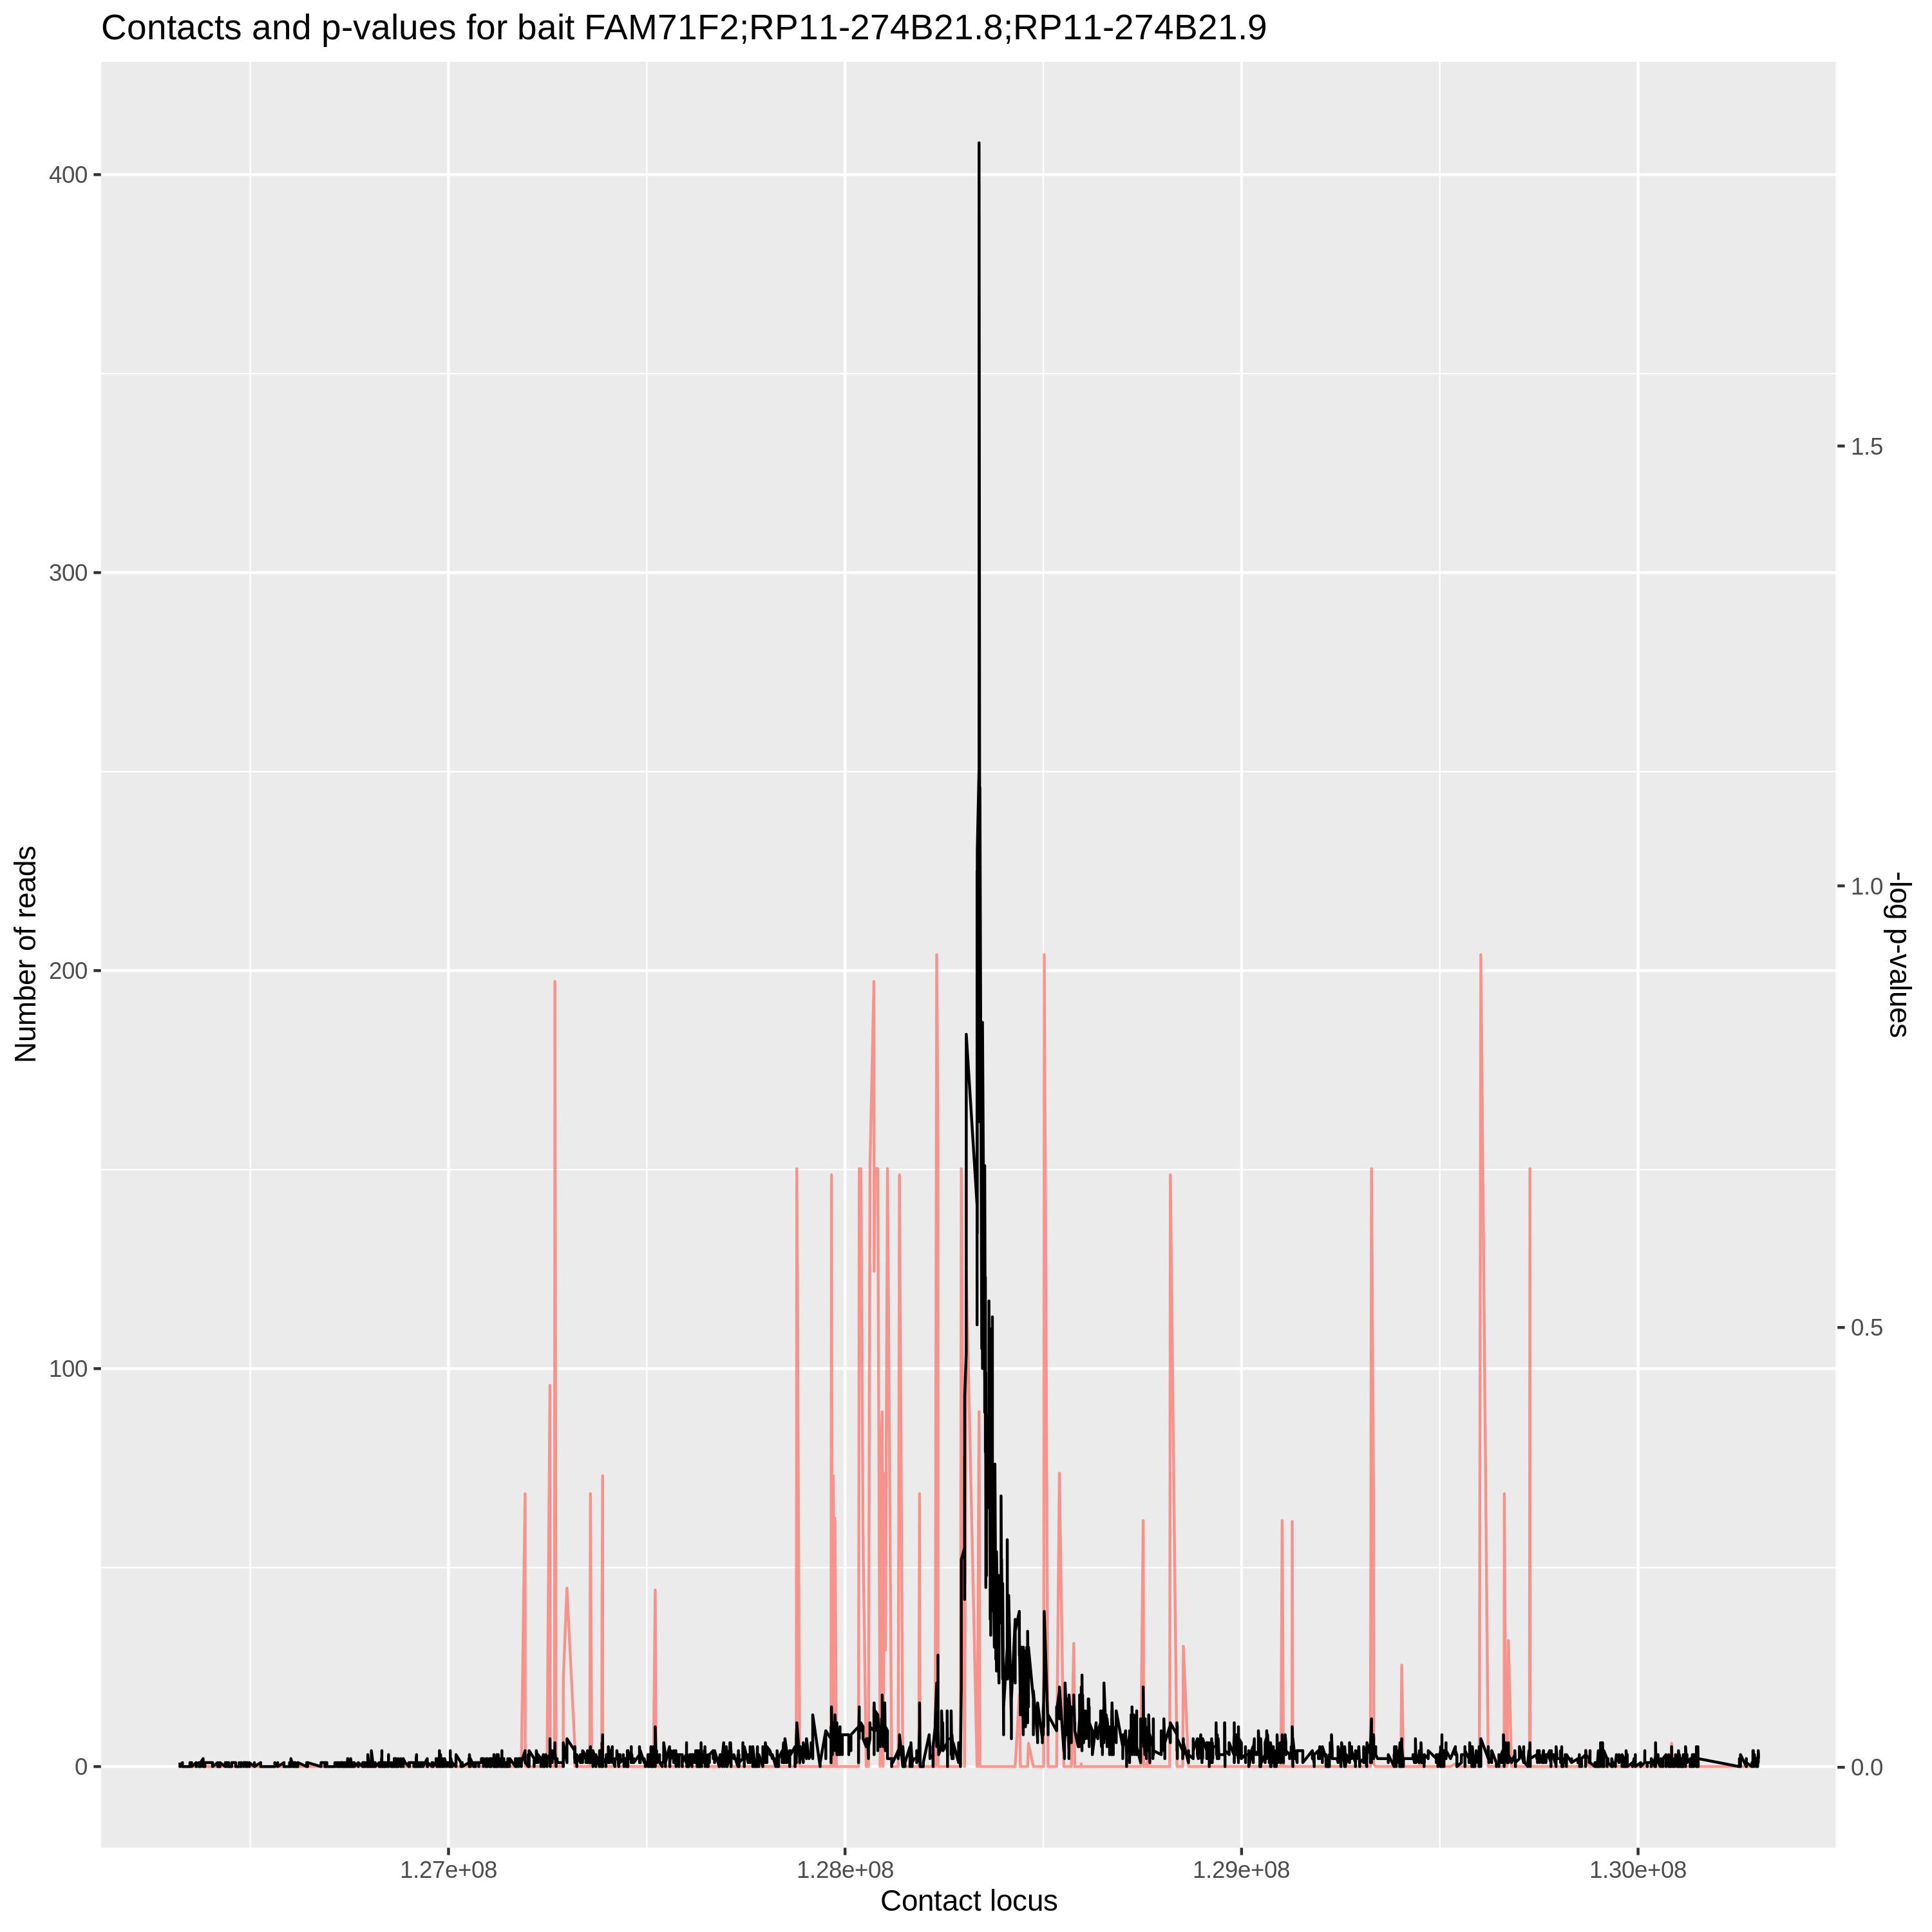 Contacts and p-values for bait FAM71F2;RP11-274B21.8;RP11-274B21.9
400
300
200
100
0
Number of reads
1.5
1.0
0.5
0.0
-log p-values
1.27e+08
1.28e+08
1.29e+08
1.30e+08
Contact locus